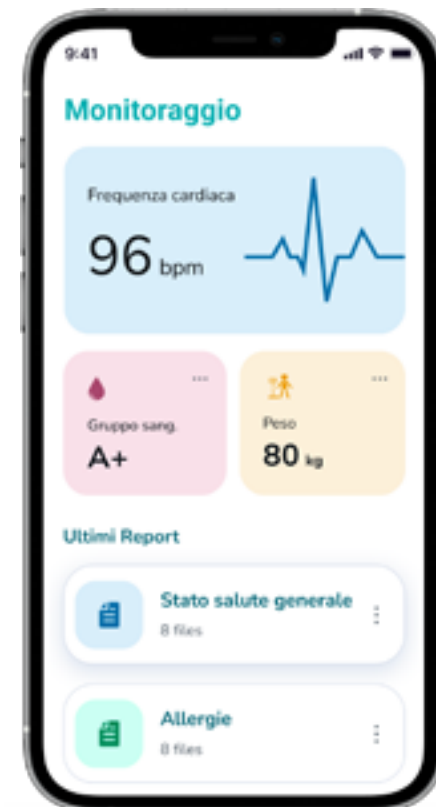 9:41
Monitoraggio
Frequenza cardiaca
96 bpm
Gruppo sang.
A+
Peso
80 kg
Ultimi Report
Stato salute generale
8 files
Allergie
8 files